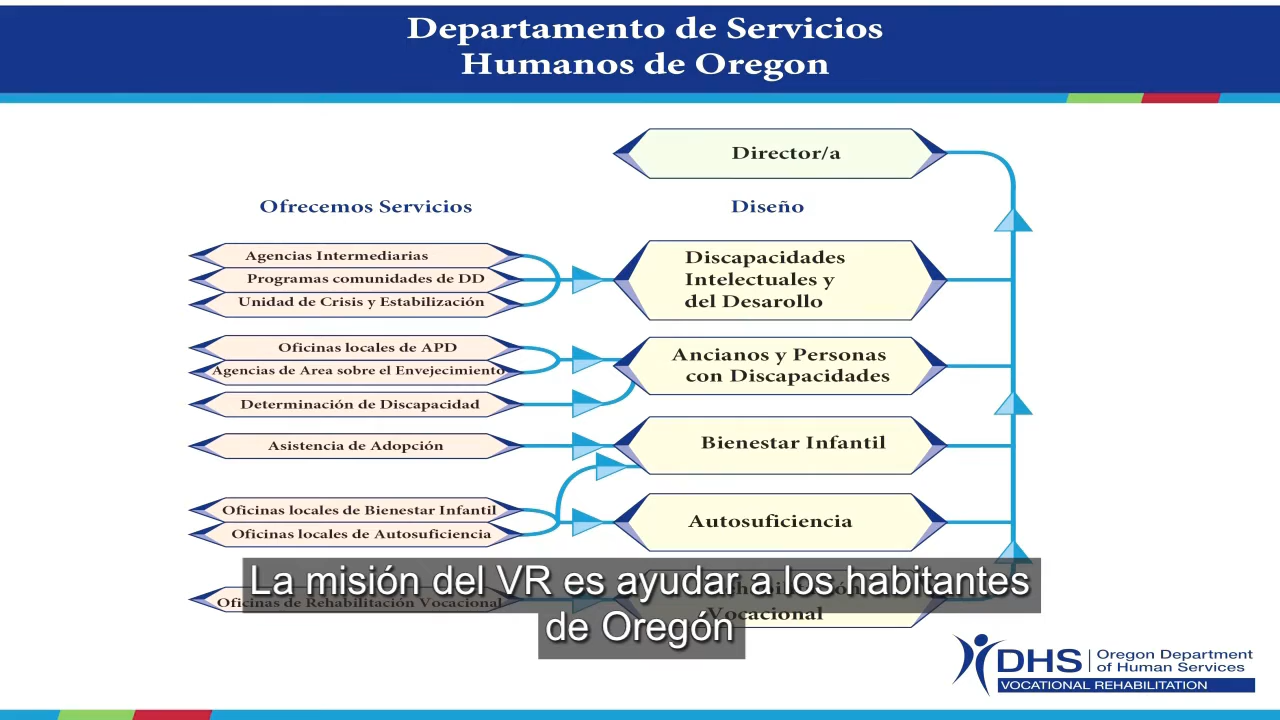 Departamento de Servicios
Humanos de Oregon
Director/a
Ofrecemos Servicios
Diseño
Agencias Intermediarias
Programas comunidades de DD
Unidad de Crisis y Estabilización
Discapacidades
Intelectuales y
del Desarollo
Oficinas locales de APD
Agencias de Area sobre el Envejecimiento
Determinación de Discapacidad
Ancianos y Personas
con Discapacidades
Asistencia de Adopción
Bienestar Infantil
Oficinas locales de Bienestar Infantil
Oficinas locales de Autosuficiencia
Autosuficiencia
Oficinas de Rehabilitación Vocacional
Vocacional
La misión del VR es ayudar a los habitantes
de Oregón
DHS
Oregon Department
of Human Services
VOCATIONAL REHABILITATION